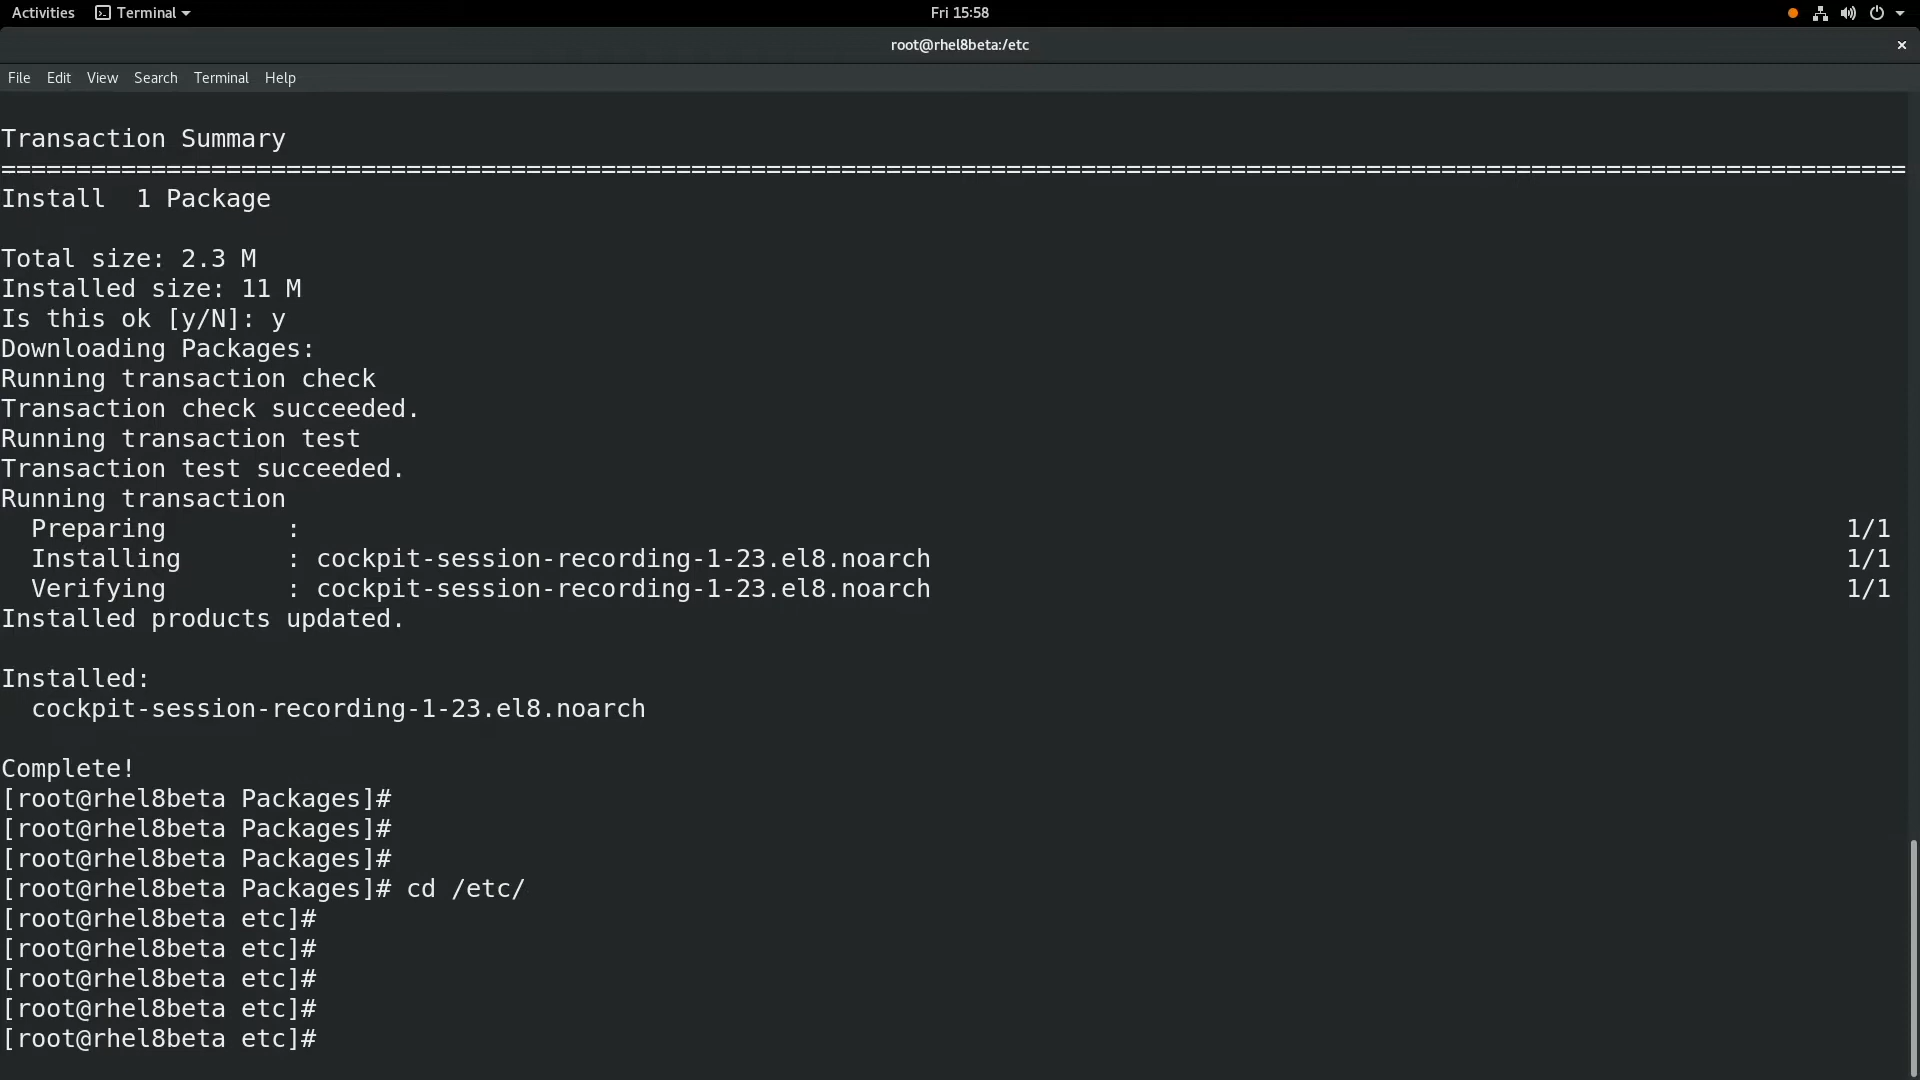 Activities Terminal Fri 15:58
root@rhel8beta:/etc ×
File Edit View Search Terminal Help
Transaction Summary
===============================================================================================================================
Install  1 Package
Total size: 2.3 M
Installed size: 11 M
Is this ok [y/N]: y
Downloading Packages:
Running transaction check
Transaction check succeeded.
Running transaction test
Transaction test succeeded.
Running transaction
  Preparing        :                                                                                                       1/1
  Installing       : cockpit-session-recording-1-23.el8.noarch                                                             1/1
  Verifying        : cockpit-session-recording-1-23.el8.noarch                                                             1/1
Installed products updated.
Installed:
  cockpit-session-recording-1-23.el8.noarch
Complete!
[root@rhel8beta Packages]#
[root@rhel8beta Packages]#
[root@rhel8beta Packages]#
[root@rhel8beta Packages]# cd /etc/
[root@rhel8beta etc]#
[root@rhel8beta etc]#
[root@rhel8beta etc]#
[root@rhel8beta etc]#
[root@rhel8beta etc]#